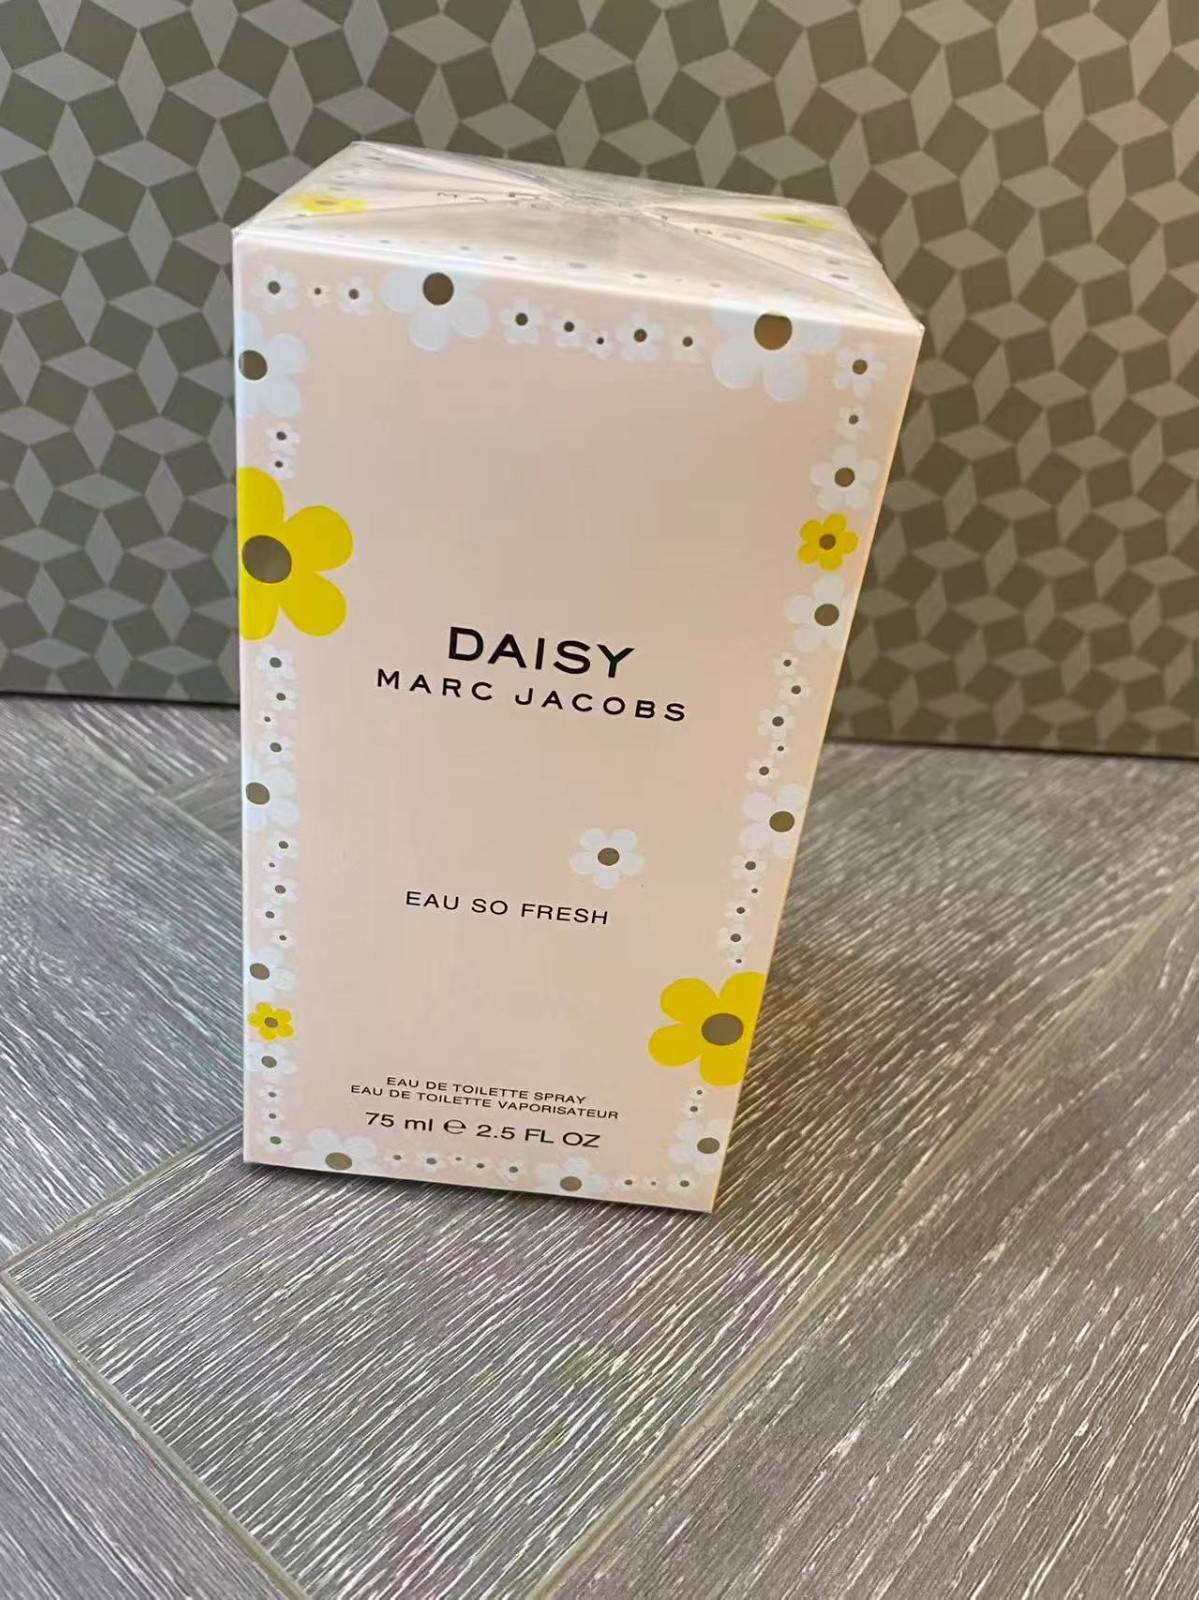 DAISY
MARC JACOBS
EAU SO FRESH
EAU DE TOILETTE SPRAY
EAU DE TOILETTE VAPORISATEUR
75 ml ℮ 2.5 FL OZ